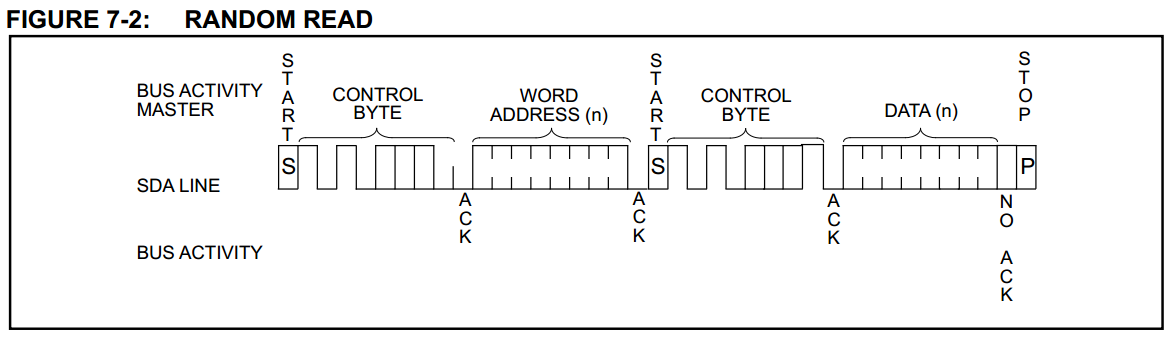 FIGURE 7-2: RANDOM READ
BUS ACTIVITY
MASTER
START
CONTROL
BYTE
WORD
ADDRESS (n)
START
CONTROL
BYTE
DATA (n)
STOP
SDA LINE
S
S
P
BUS ACTIVITY
ACK
ACK
ACK
NO ACK